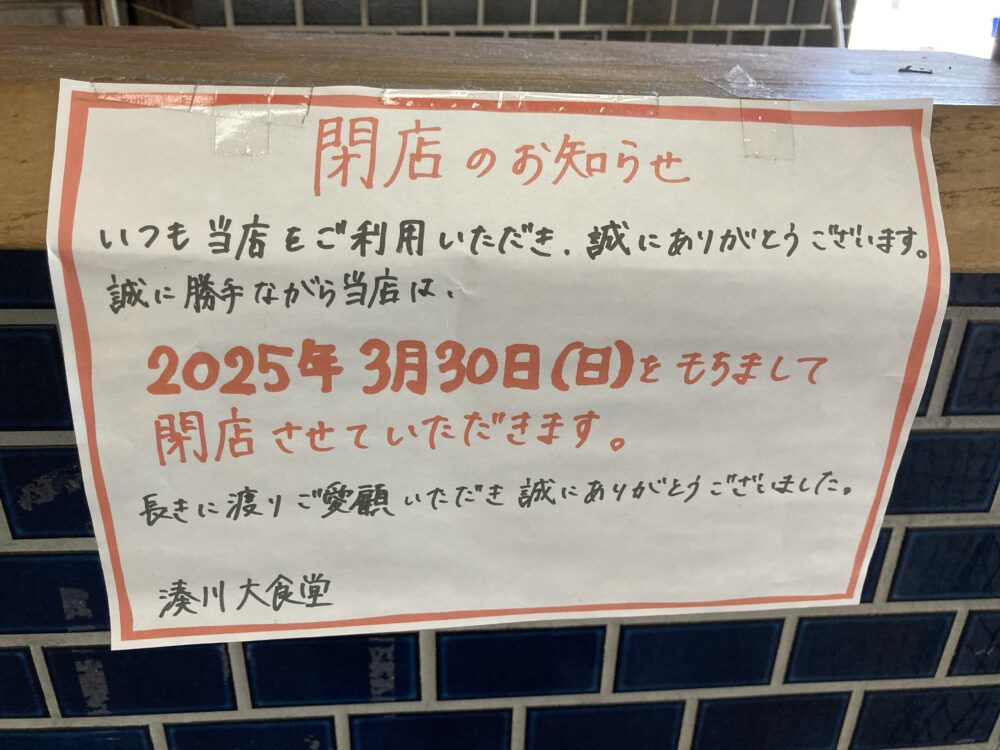 閉店のお知らせ
いつも当店をご利用いただき、誠にありがとうございます。
誠に勝手ながら当店は、
2025年3月30日(日)をもちまして
閉店させていただきます。
長きに渡りご愛顧いただき誠にありがとうございました。
湊川大食堂